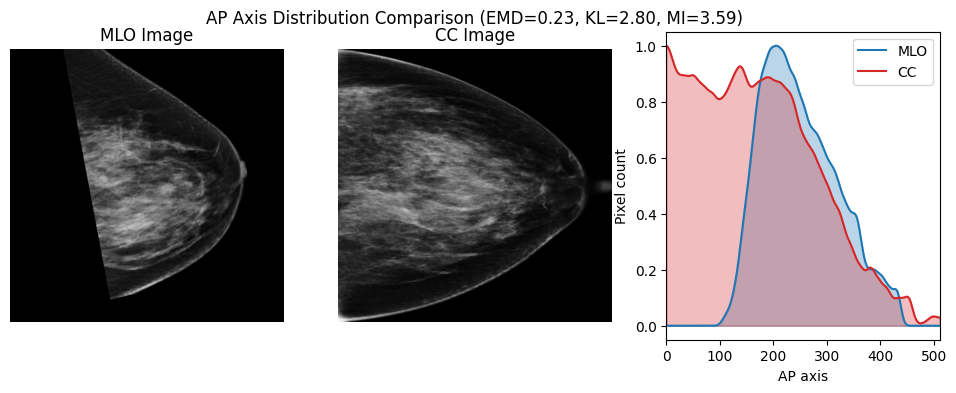 AP Axis Distribution Comparison (EMD=0.23, KL=2.80, MI=3.59)
MLO Image
CC Image
MLO
CC
Pixel count
1.0
0.8
0.6
0.4
0.2
0.0
0 100 200 300 400 500
AP axis